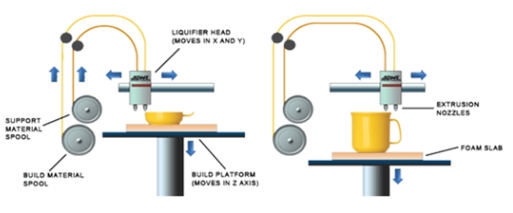 LIQUIFIER HEAD
(MOVES IN X AND Y)
SUPPORT
MATERIAL
SPOOL
BUILD MATERIAL
SPOOL
BUILD PLATFORM
(MOVES IN Z AXIS)
EXTRUSION
NOZZLES
FOAM SLAB